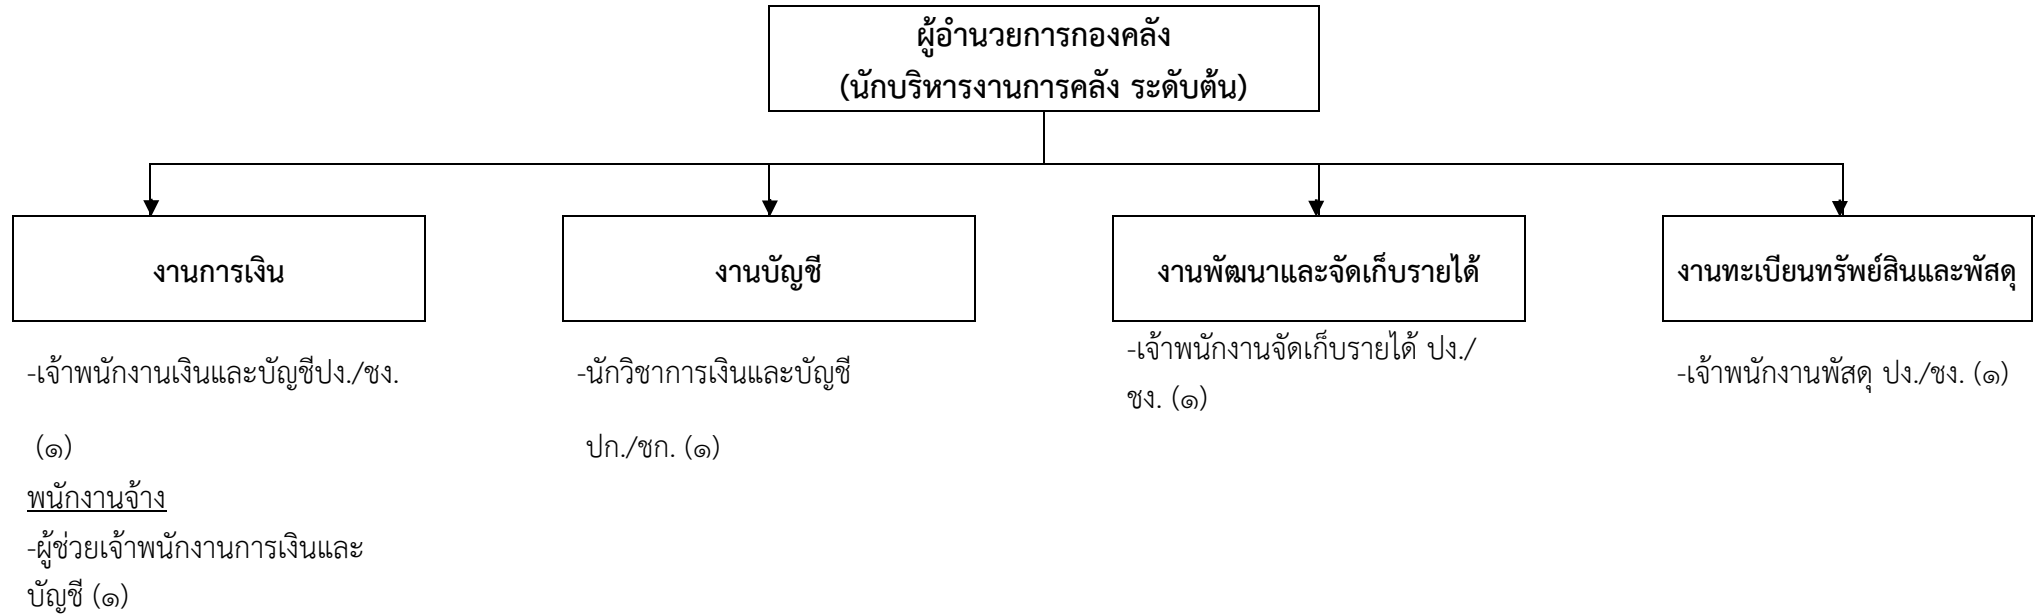 ผู้อำนวยการกองคลัง
(นักบริหารงานการคลัง ระดับต้น)
งานการเงิน
งานบัญชี
งานพัฒนาและจัดเก็บรายได้
งานทะเบียนทรัพย์สินและพัสดุ
-เจ้าพนักงานเงินและบัญชีปง./ชง.
(๑)
พนักงานจ้าง
-ผู้ช่วยเจ้าพนักงานการเงินและ
บัญชี (๑)
-นักวิชาการเงินและบัญชี
ปก./ชก. (๑)
-เจ้าพนักงานจัดเก็บรายได้ ปง./
ชง. (๑)
-เจ้าพนักงานพัสดุ ปง./ชง. (๑)